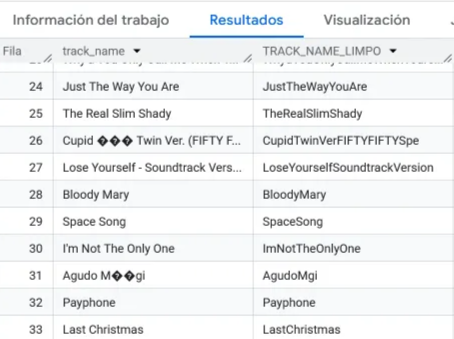 Información del trabajo Resultados Visualización
Fila track_name TRACK_NAME_LIMPO
24 Just The Way You Are JustTheWayYouAre
25 The Real Slim Shady TheRealSlimShady
26 Cupid ��� Twin Ver. (FIFTY F... CupidTwinVerFIFTYFIFTYSpe
27 Lose Yourself - Soundtrack Vers... LoseYourselfSoundtrackVersion
28 Bloody Mary BloodyMary
29 Space Song SpaceSong
30 I'm Not The Only One ImNotTheOnlyOne
31 Agudo M��gi AgudoMgi
32 Payphone Payphone
33 Last Christmas LastChristmas